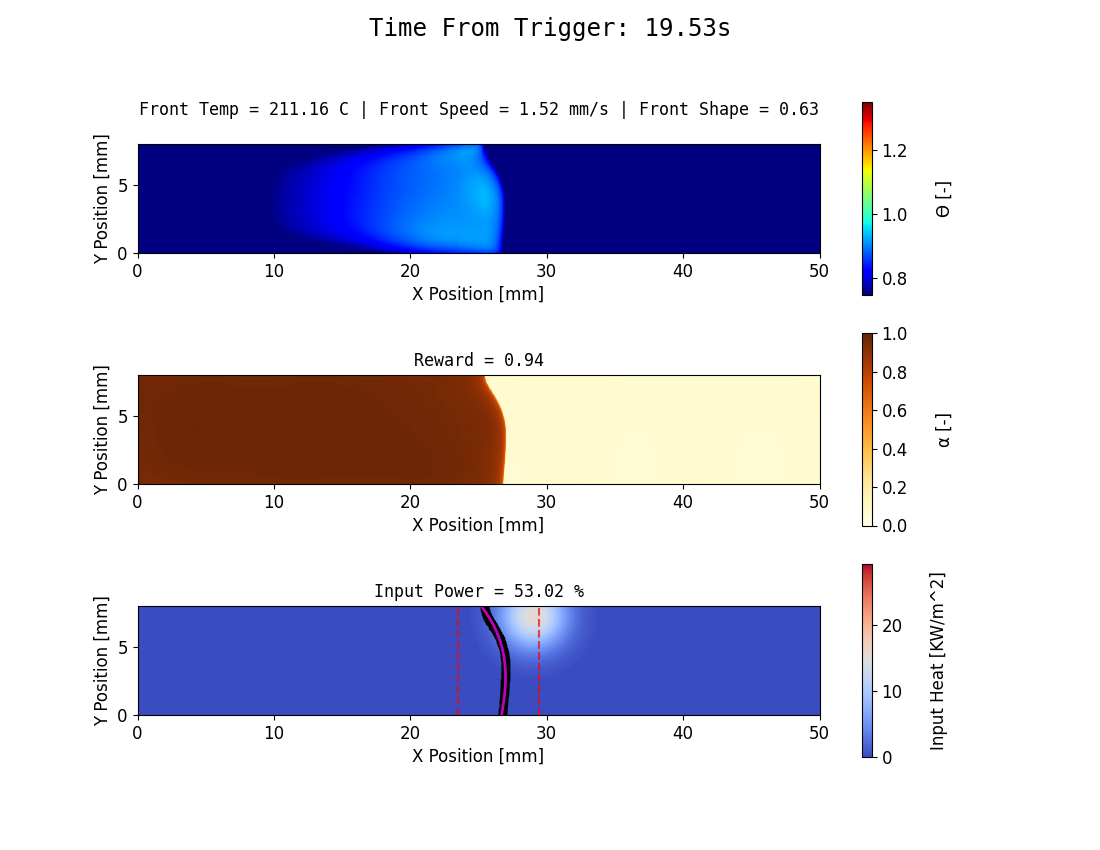 Time From Trigger: 19.53s
Front Temp = 211.16 C | Front Speed = 1.52 mm/s | Front Shape = 0.63
Y Position [mm]
5
0
0 10 20 30 40 50
X Position [mm]
1.2
1.0
0.8
Θ [-]
Reward = 0.94
Y Position [mm]
5
0
0 10 20 30 40 50
X Position [mm]
1.0
0.8
0.6
0.4
0.2
0.0
α [-]
Input Power = 53.02 %
Y Position [mm]
5
0
0 10 20 30 40 50
X Position [mm]
20
10
0
Input Heat [KW/m^2]